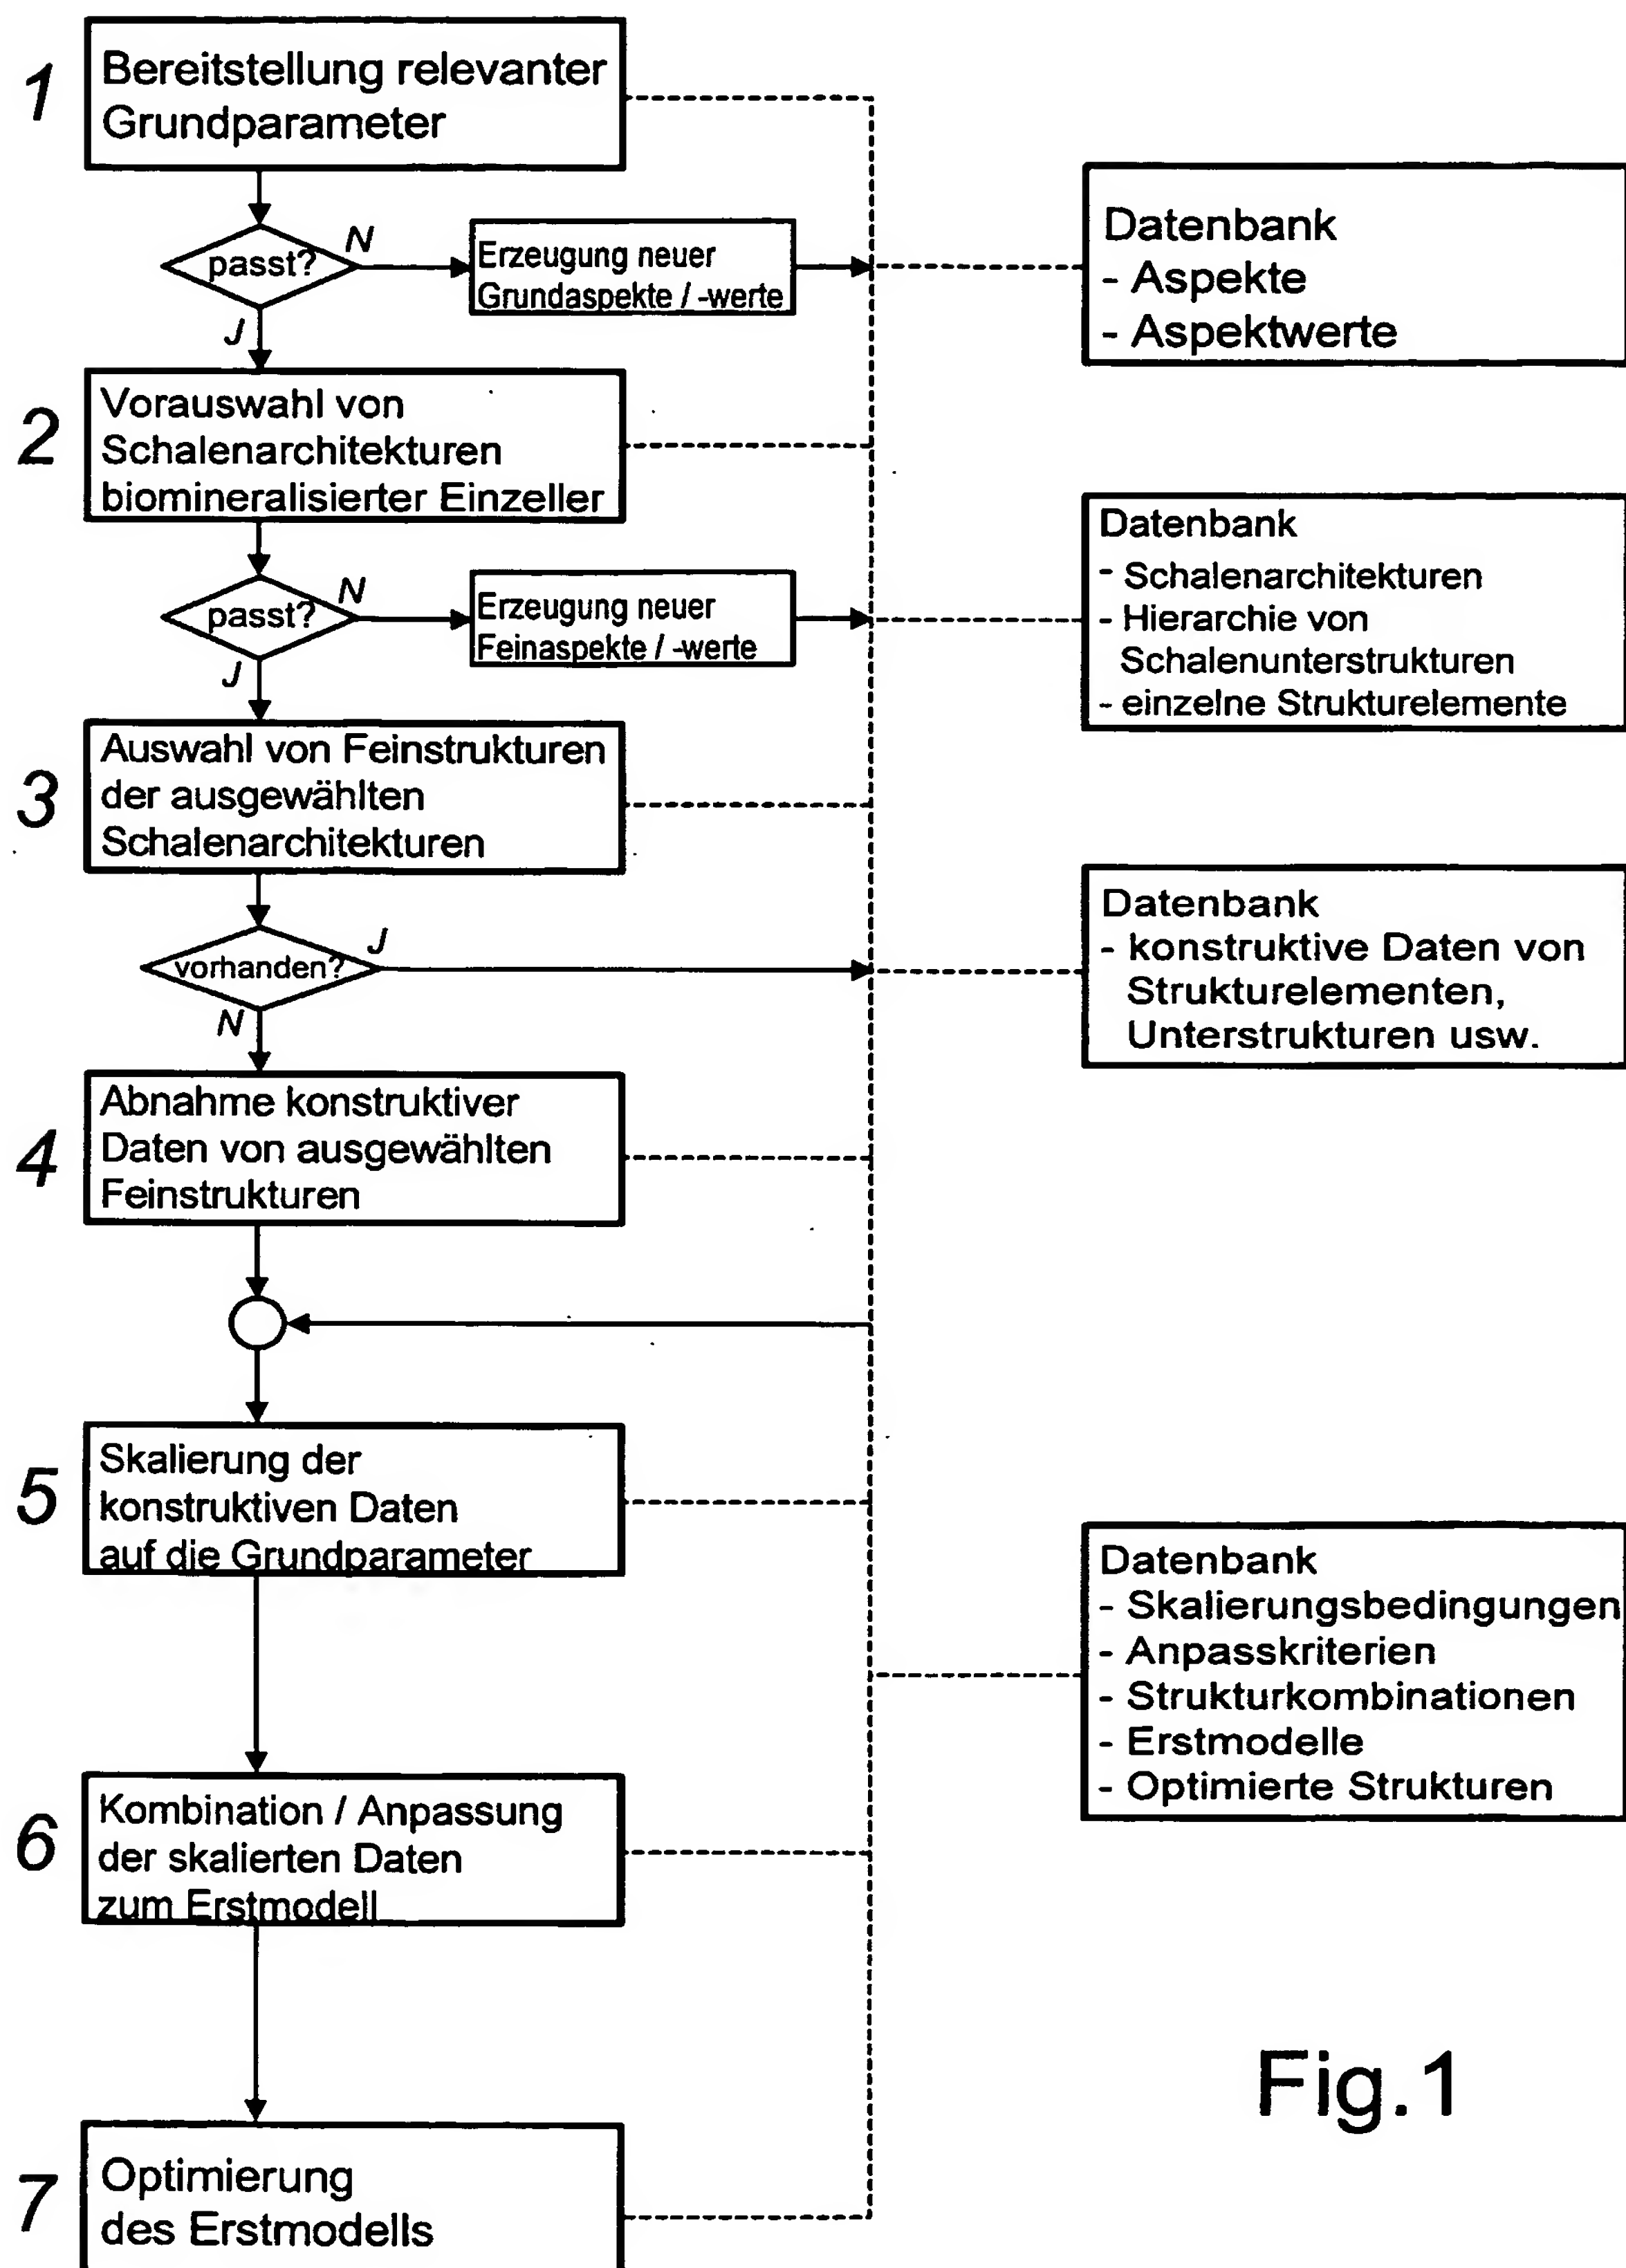 1
Bereitstellung relevanter
Grundparameter
passt?
N
J
Erzeugung neuer
Grundaspekte / -werte
Datenbank
- Aspekte
- Aspektwerte
2
Vorauswahl von
Schalenarchitekturen
biomineralisierter Einzeller
passt?
N
J
Erzeugung neuer
Feinaspekte / -werte
Datenbank
- Schalenarchitekturen
- Hierarchie von
Schalenunterstrukturen
- einzelne Strukturelemente
3
Auswahl von Feinstrukturen
der ausgewählten
Schalenarchitekturen
vorhanden?
J
N
Datenbank
- konstruktive Daten von
Strukturelementen,
Unterstrukturen usw.
4
Abnahme konstruktiver
Daten von ausgewählten
Feinstrukturen
5
Skalierung der
konstruktiven Daten
auf die Grundparameter
Datenbank
- Skalierungsbedingungen
- Anpasskriterien
- Strukturkombinationen
- Erstmodelle
- Optimierte Strukturen
6
Kombination / Anpassung
der skalierten Daten
zum Erstmodell
7
Optimierung
des Erstmodells
Fig.1